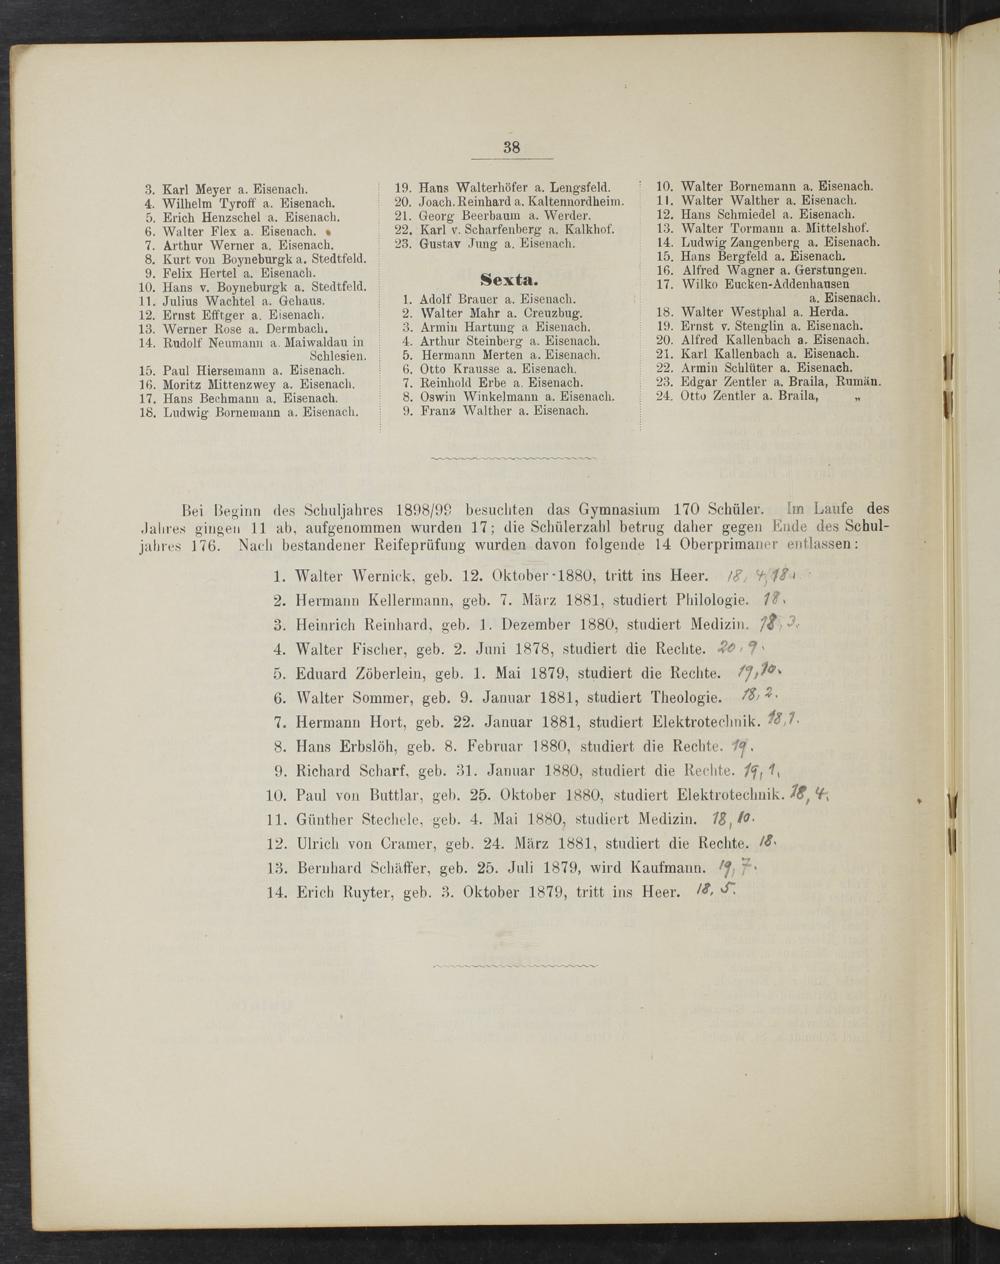 38
3. Karl Meyer a. Eisenach.
4. Wilhelm Tyroff a. Eisenach.
5. Erich Henzschel a. Eisenach.
6. Walter Flex a. Eisenach.
7. Arthur Werner a. Eisenach.
8. Kurt von Boyneburgk a. Stedtfeld.
9. Felix Hertel a. Eisenach.
10. Hans v. Boyneburgk a. Stedtfeld.
11. Julius Wachtel a. Gehaus.
12. Ernst Efftger a. Eisenach.
13. Werner Rose a. Dermbach.
14. Rudolf Neumann a. Maiwaldau in
Schlesien.
15. Paul Hiersemann a. Eisenach.
16. Moritz Mittenzwey a. Eisenach.
17. Hans Bechmann a. Eisenach.
18. Ludwig Bornemann a. Eisenach.
19. Hans Walterhöfer a. Lengsfeld.
20. Joach. Reinhard a. Kaltennordheim.
21. Georg Beerbaum a. Werder.
22. Karl v. Scharfenberg a. Kalkhof.
23. Gustav Jung a. Eisenach.
Sexta.
1. Adolf Brauer a. Eisenach.
2. Walter Mahr a. Creuzbug.
3. Armin Hartung a Eisenach.
4. Arthur Steinberg a. Eisenach.
5. Hermann Merten a. Eisenach.
6. Otto Krausse a. Eisenach.
7. Reinhold Erbe a. Eisenach.
8. Oswin Winkelmann a. Eisenach.
9. Franz Walther a. Eisenach.
10. Walter Bornemann a. Eisenach.
11. Walter Walther a. Eisenach.
12. Hans Schmiedel a. Eisenach.
13. Walter Tormann a. Mittelshof.
14. Ludwig Zangenberg a. Eisenach.
15. Hans Bergfeld a. Eisenach.
16. Alfred Wagner a. Gerstungen.
17. Wilko Eucken-Addenhausen
a. Eisenach.
18. Walter Westphal a. Herda.
19. Ernst v. Stenglin a. Eisenach.
20. Alfred Kallenbach a. Eisenach.
21. Karl Kallenbach a. Eisenach.
22. Armin Schlüter a. Eisenach.
23. Edgar Zentler a. Braila, Rumän.
24. Otto Zentler a. Braila, „
Bei Beginn des Schuljahres 1898/99 besuchten das Gymnasium 170 Schüler. Im Laufe des
Jahres gingen 11 ab, aufgenommen wurden 17; die Schülerzahl betrug daher gegen Ende des Schul-
jahres 176. Nach bestandener Reifeprüfung wurden davon folgende 14 Oberprimaner entlassen:
1. Walter Wernick, geb. 12. Oktober 1880, tritt ins Heer. 18, 4,
2. Hermann Kellermann, geb. 7. März 1881, studiert Philologie. 18.
3. Heinrich Reinhard, geb. 1. Dezember 1880, studiert Medizin. 18, 3.
4. Walter Fischer, geb. 2. Juni 1878, studiert die Rechte. 20, 9.
5. Eduard Zöberlein, geb. 1. Mai 1879, studiert die Rechte. 19, 10.
6. Walter Sommer, geb. 9. Januar 1881, studiert Theologie. 18, 2.
7. Hermann Hort, geb. 22. Januar 1881, studiert Elektrotechnik. 18, 1.
8. Hans Erbslöh, geb. 8. Februar 1880, studiert die Rechte. 19.
9. Richard Scharf, geb. 31. Januar 1880, studiert die Rechte. 19, 1,
10. Paul von Buttlar, geb. 25. Oktober 1880, studiert Elektrotechnik. 18, 4.
11. Günther Stechele, geb. 4. Mai 1880, studiert Medizin. 18, 10.
12. Ulrich von Cramer, geb. 24. März 1881, studiert die Rechte. 18.
13. Bernhard Schäffer, geb. 25. Juli 1879, wird Kaufmann. 19, 7.
14. Erich Ruyter, geb. 3. Oktober 1879, tritt ins Heer. 18, 5.